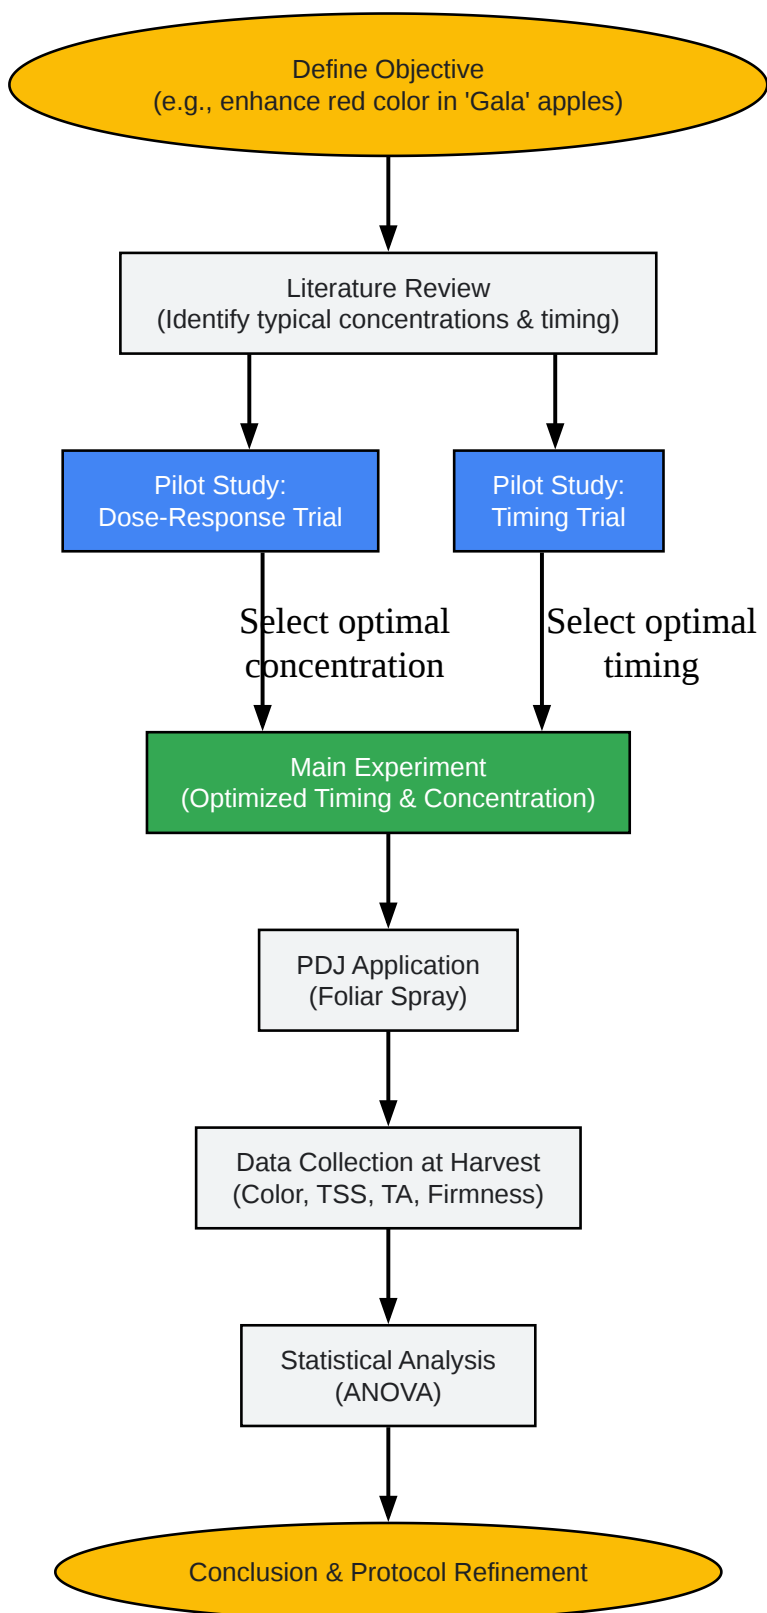 Define Objective
(e.g., enhance red color in 'Gala' apples)
Literature Review
(Identify typical concentrations & timing)
Pilot Study:
Dose-Response Trial
Pilot Study:
Timing Trial
Select optimal
concentration
Select optimal
timing
Main Experiment
(Optimized Timing & Concentration)
PDJ Application
(Foliar Spray)
Data Collection at Harvest
(Color, TSS, TA, Firmness)
Statistical Analysis
(ANOVA)
Conclusion & Protocol Refinement